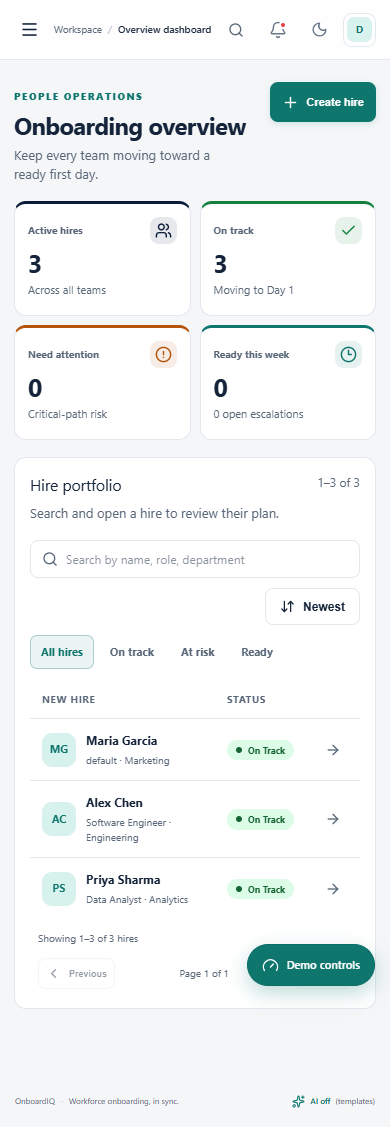 Workspace / Overview dashboard
D
PEOPLE OPERATIONS
Create hire
Onboarding overview
Keep every team moving toward a
ready first day.
Active hires
3
Across all teams
On track
3
Moving to Day 1
Need attention
0
Critical-path risk
Ready this week
0
0 open escalations
Hire portfolio
1–3 of 3
Search and open a hire to review their plan.
Search by name, role, department
Newest
All hires On track At risk Ready
NEW HIRE STATUS
MG
Maria Garcia
default · Marketing
On Track
AC
Alex Chen
Software Engineer ·
Engineering
On Track
PS
Priya Sharma
Data Analyst · Analytics
On Track
Showing 1–3 of 3 hires
Previous
Page 1 of 1
Demo controls
OnboardIQ · Workforce onboarding, in sync.
AI off (templates)